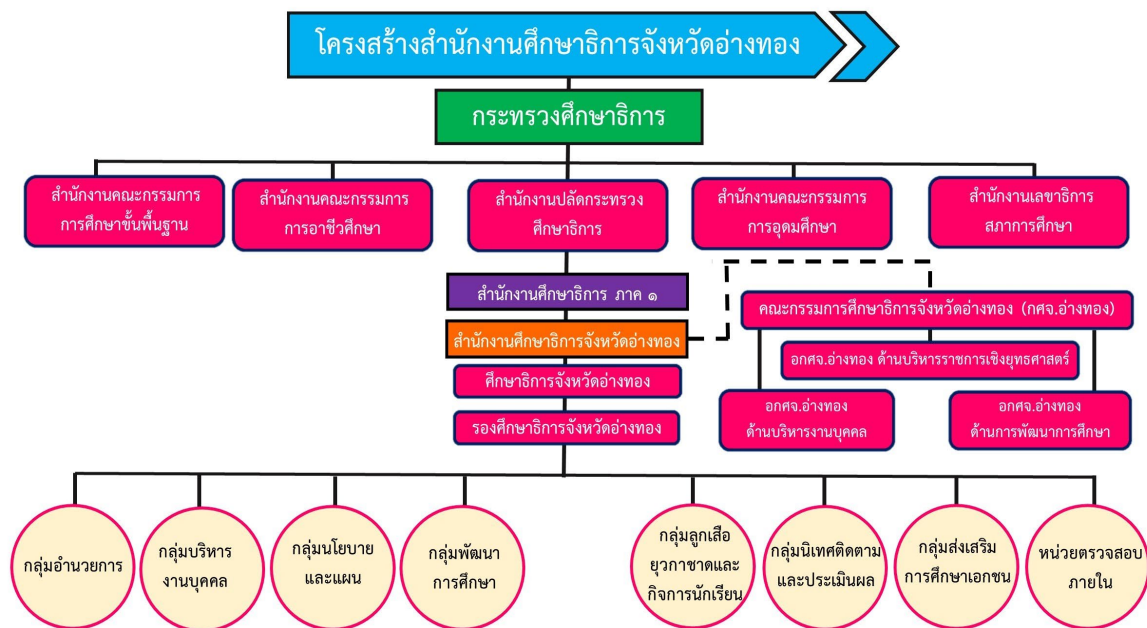 โครงสร้างสำนักงานศึกษาธิการจังหวัดอ่างทอง
กระทรวงศึกษาธิการ
สำนักงานคณะกรรมการ
การศึกษาขั้นพื้นฐาน
สำนักงานคณะกรรมการ
การอาชีวศึกษา
สำนักงานปลัดกระทรวง
ศึกษาธิการ
สำนักงานคณะกรรมการ
การอุดมศึกษา
สำนักงานเลขาธิการ
สภาการศึกษา
สำนักงานศึกษาธิการ ภาค ๑
สำนักงานศึกษาธิการจังหวัดอ่างทอง
ศึกษาธิการจังหวัดอ่างทอง
รองศึกษาธิการจังหวัดอ่างทอง
คณะกรรมการศึกษาธิการจังหวัดอ่างทอง (กศจ.อ่างทอง)
อกศจ.อ่างทอง ด้านบริหารราชการเชิงยุทธศาสตร์
อกศจ.อ่างทอง
ด้านบริหารงานบุคคล
อกศจ.อ่างทอง
ด้านการพัฒนาการศึกษา
กลุ่มอำนวยการ
กลุ่มบริหาร
งานบุคคล
กลุ่มนโยบาย
และแผน
กลุ่มพัฒนา
การศึกษา
กลุ่มลูกเสือ
ยุวกาชาดและ
กิจการนักเรียน
กลุ่มนิเทศติดตาม
และประเมินผล
กลุ่มส่งเสริม
การศึกษาเอกชน
หน่วยตรวจสอบ
ภายใน